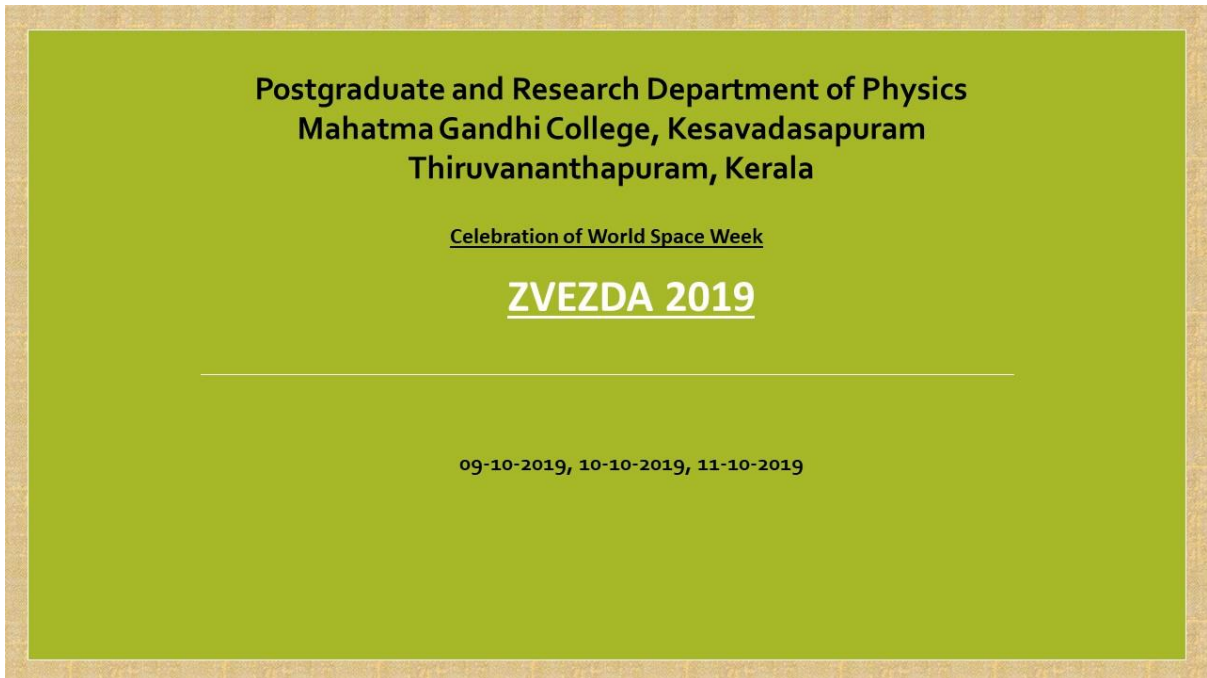 Postgraduate and Research Department of Physics
Mahatma Gandhi College, Kesavadasapuram
Thiruvananthapuram, Kerala
Celebration of World Space Week
ZVEZDA 2019
09-10-2019, 10-10-2019, 11-10-2019